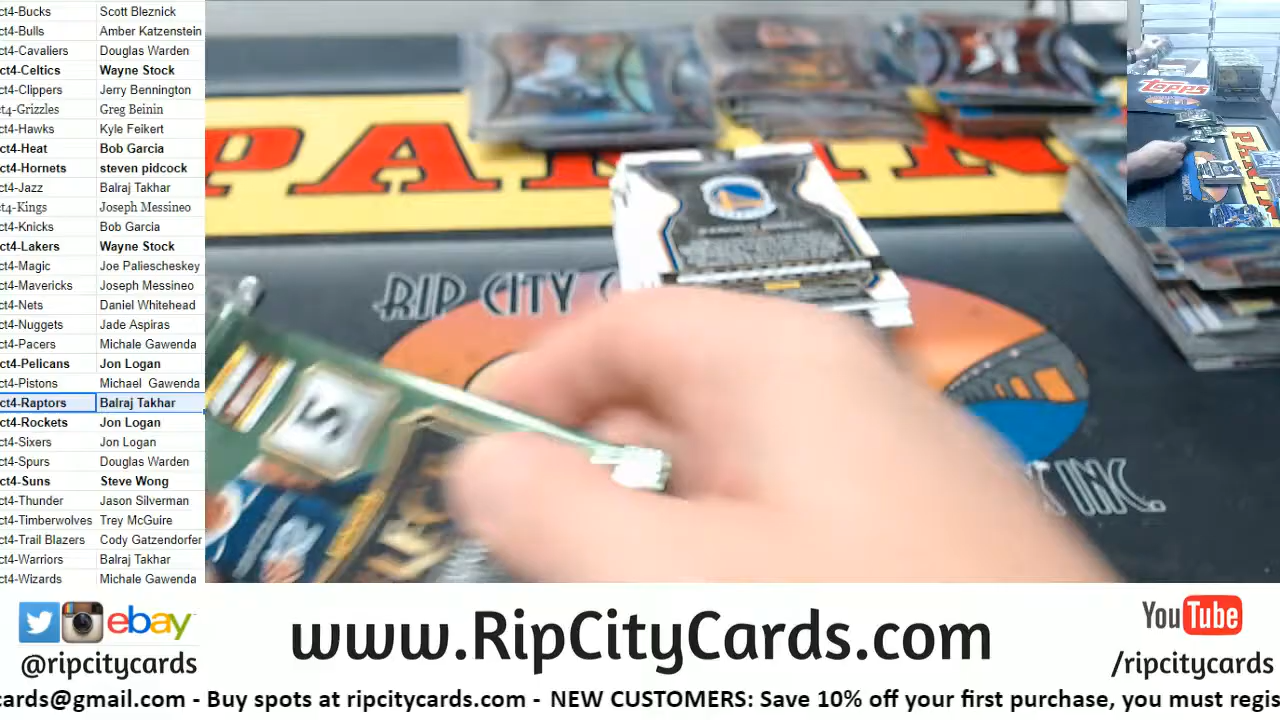 ct4-Bucks Scott Bleznick
ct4-Bulls Amber Katzenstein
ct4-Cavaliers Douglas Warden
ct4-Celtics Wayne Stock
ct4-Clippers Jerry Bennington
ct4-Grizzles Greg Beinin
ct4-Hawks Kyle Feikert
ct4-Heat Bob Garcia
ct4-Hornets steven pidcock
ct4-Jazz Balraj Takhar
ct4-Kings Joseph Messineo
ct4-Knicks Bob Garcia
ct4-Lakers Wayne Stock
ct4-Magic Joe Paliescheskey
ct4-Mavericks Joseph Messineo
ct4-Nets Daniel Whitehead
ct4-Nuggets Jade Aspiras
ct4-Pacers Michale Gawenda
ct4-Pelicans Jon Logan
ct4-Pistons Michael Gawenda
ct4-Raptors Balraj Takhar
ct4-Rockets Jon Logan
ct4-Sixers Jon Logan
ct4-Spurs Douglas Warden
ct4-Suns Steve Wong
ct4-Thunder Jason Silverman
ct4-Timberwolves Trey McGuire
ct4-Trail Blazers Cody Gatzendorfer
ct4-Warriors Balraj Takhar
ct4-Wizards Michale Gawenda
PANINI
RIP CITY
INC.
5
Topps
PANIN
ebay
@ripcitycards
www.RipCityCards.com
YouTube
/ripcitycards
cards@gmail.com - Buy spots at ripcitycards.com - NEW CUSTOMERS: Save 10% off your first purchase, you must regis